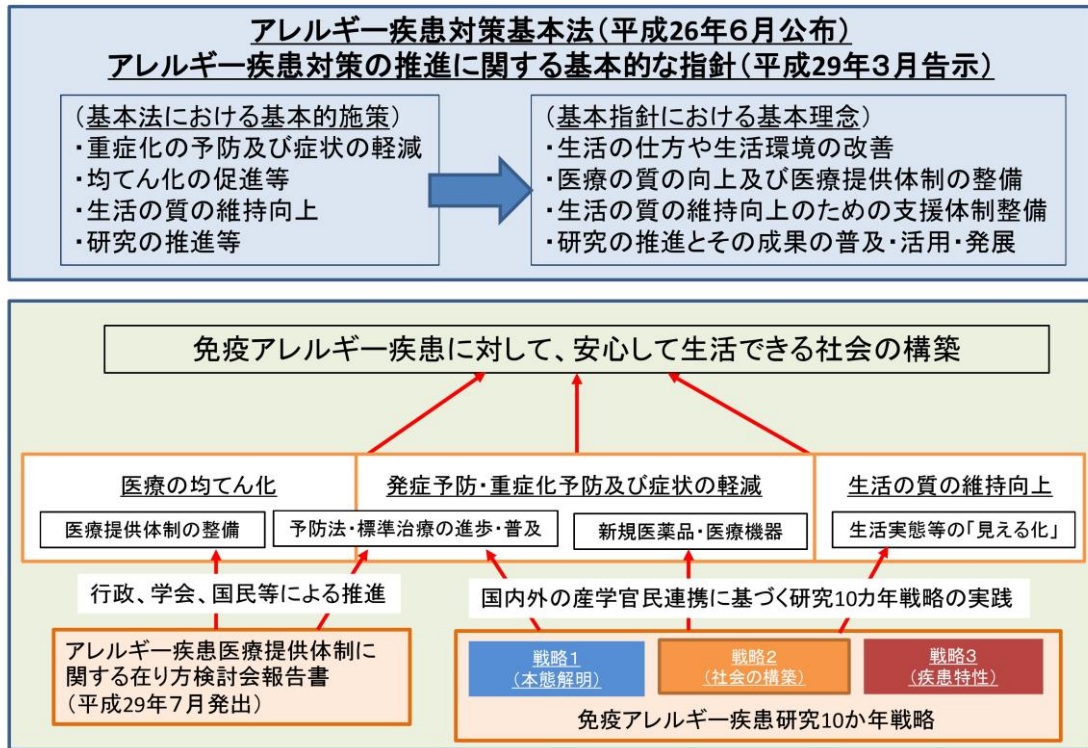 アレルギー疾患対策基本法(平成26年6月公布)
アレルギー疾患対策の推進に関する基本的な指針(平成29年3月告示)
(基本法における基本的施策)
・重症化の予防及び症状の軽減
・均てん化の促進等
・生活の質の維持向上
・研究の推進等
(基本指針における基本理念)
・生活の仕方や生活環境の改善
・医療の質の向上及び医療提供体制の整備
・生活の質の維持向上のための支援体制整備
・研究の推進とその成果の普及・活用・発展
免疫アレルギー疾患に対して、安心して生活できる社会の構築
医療の均てん化
医療提供体制の整備
発症予防・重症化予防及び症状の軽減
予防法・標準治療の進歩・普及
新規医薬品・医療機器
生活の質の維持向上
生活実態等の「見える化」
行政、学会、国民等による推進
国内外の産学官民連携に基づく研究10カ年戦略の実践
アレルギー疾患医療提供体制に
関する在り方検討会報告書
(平成29年7月発出)
戦略1
(本態解明)
戦略2
(社会の構築)
戦略3
(疾患特性)
免疫アレルギー疾患研究10か年戦略